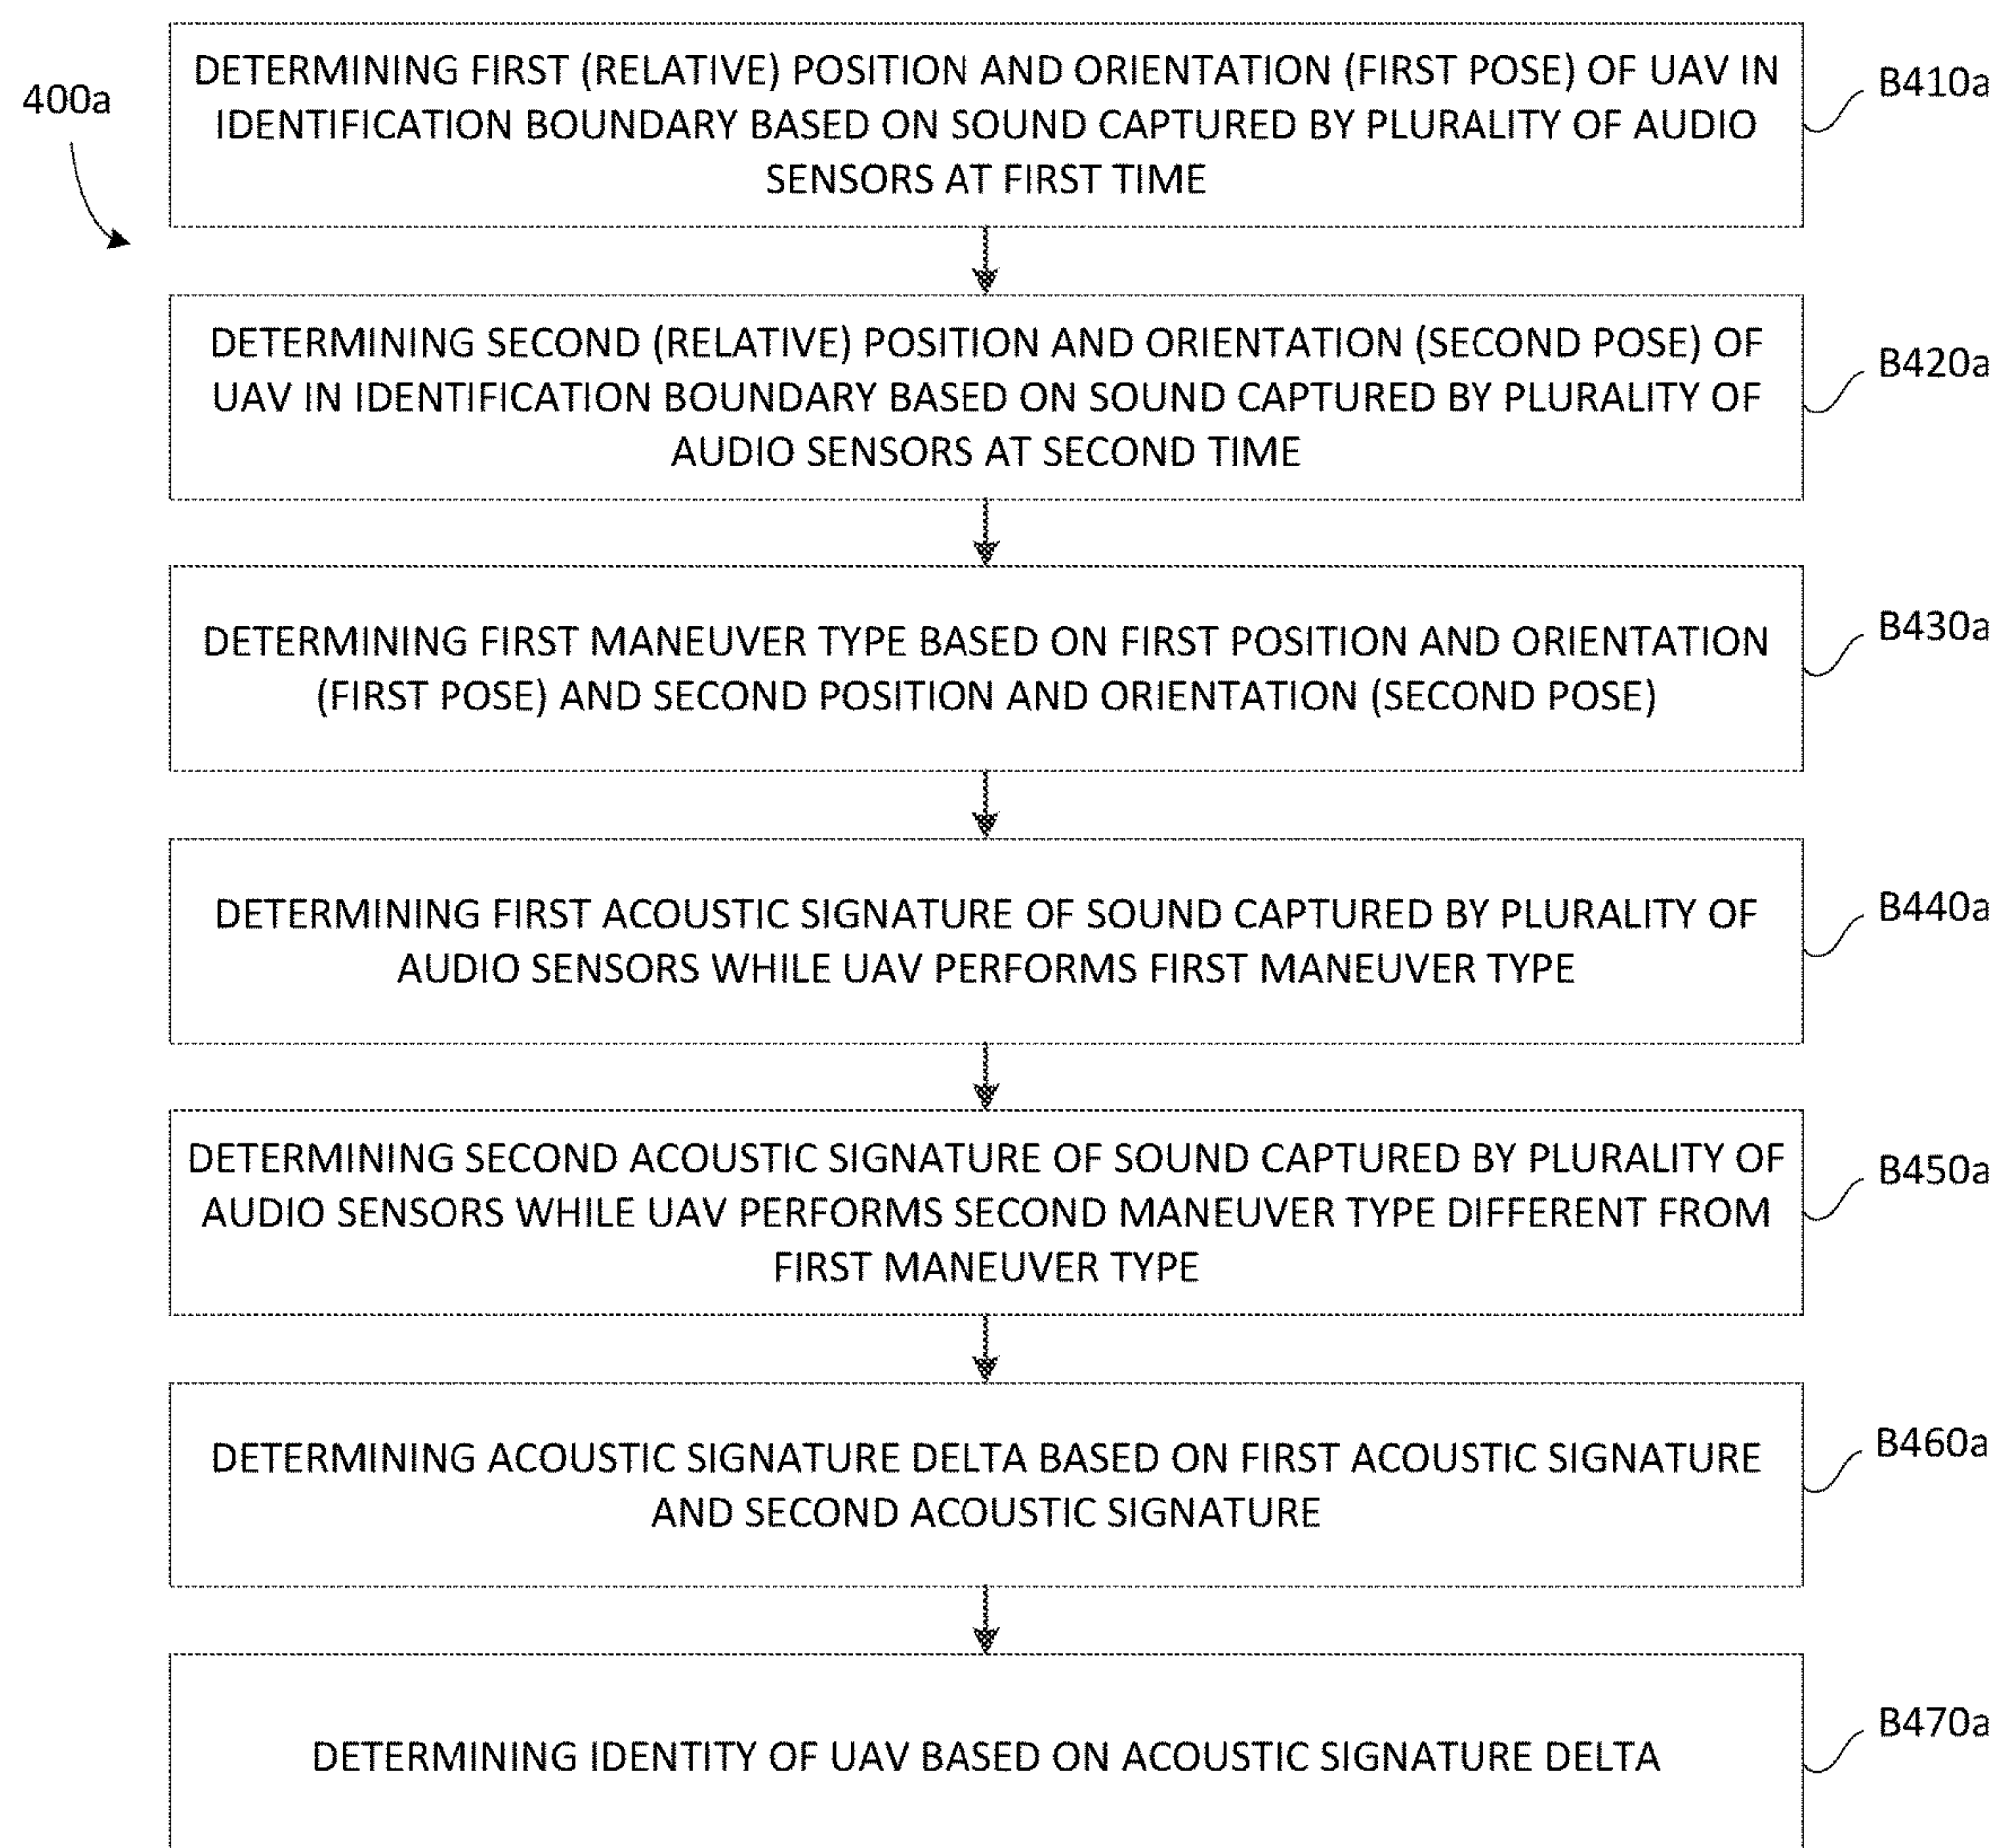 400a
DETERMINING FIRST (RELATIVE) POSITION AND ORIENTATION (FIRST POSE) OF UAV IN
IDENTIFICATION BOUNDARY BASED ON SOUND CAPTURED BY PLURALITY OF AUDIO
SENSORS AT FIRST TIME
B410a
DETERMINING SECOND (RELATIVE) POSITION AND ORIENTATION (SECOND POSE) OF
UAV IN IDENTIFICATION BOUNDARY BASED ON SOUND CAPTURED BY PLURALITY OF
AUDIO SENSORS AT SECOND TIME
B420a
DETERMINING FIRST MANEUVER TYPE BASED ON FIRST POSITION AND ORIENTATION
(FIRST POSE) AND SECOND POSITION AND ORIENTATION (SECOND POSE)
B430a
DETERMINING FIRST ACOUSTIC SIGNATURE OF SOUND CAPTURED BY PLURALITY OF
AUDIO SENSORS WHILE UAV PERFORMS FIRST MANEUVER TYPE
B440a
DETERMINING SECOND ACOUSTIC SIGNATURE OF SOUND CAPTURED BY PLURALITY OF
AUDIO SENSORS WHILE UAV PERFORMS SECOND MANEUVER TYPE DIFFERENT FROM
FIRST MANEUVER TYPE
B450a
DETERMINING ACOUSTIC SIGNATURE DELTA BASED ON FIRST ACOUSTIC SIGNATURE
AND SECOND ACOUSTIC SIGNATURE
B460a
DETERMINING IDENTITY OF UAV BASED ON ACOUSTIC SIGNATURE DELTA
B470a